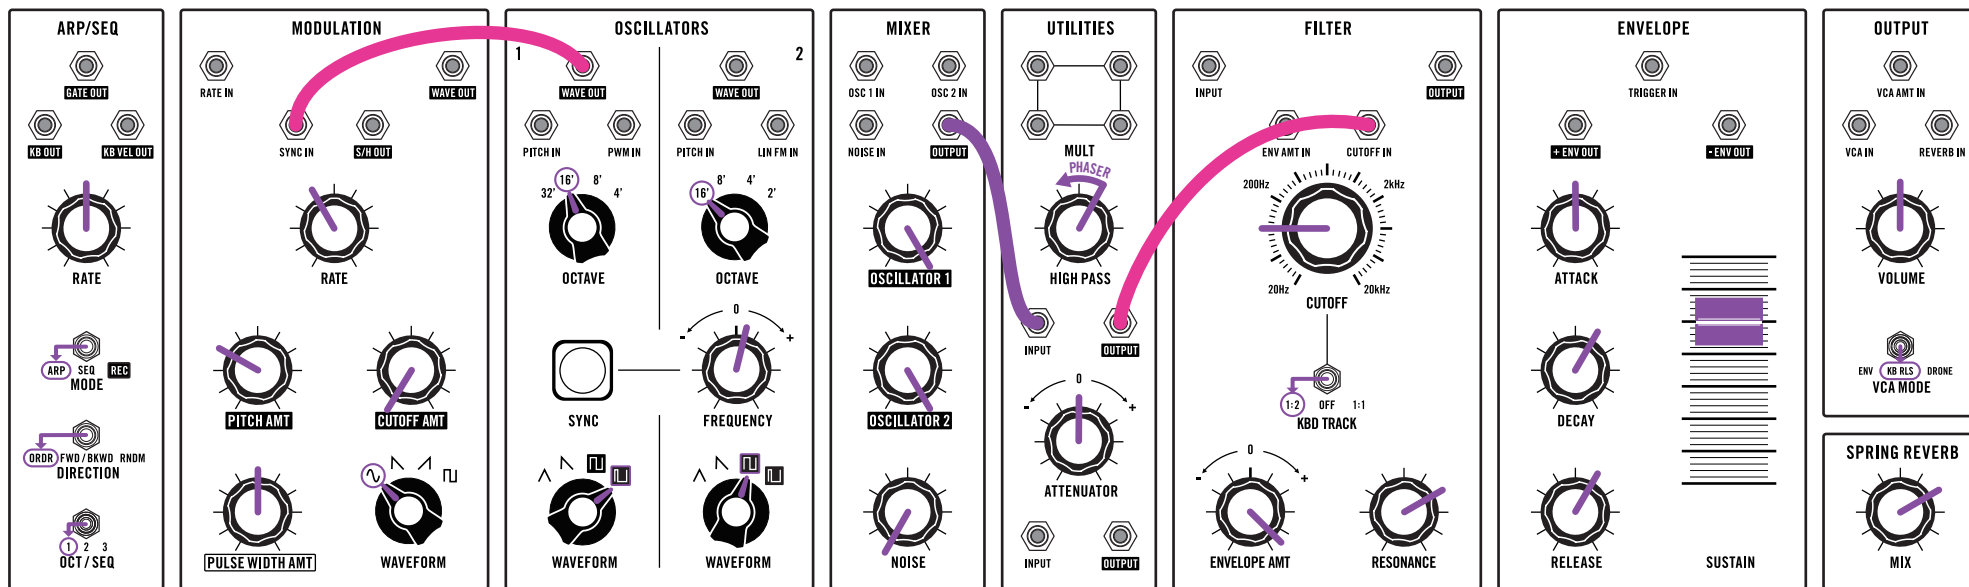 ARP/SEQ
GATE OUT
KB OUT
KB VEL OUT
RATE
ARP SEQ REC
MODE
ORDR FWD / BKWD RNDM
DIRECTION
1 2 3
OCT / SEQ
MODULATION
RATE IN
WAVE OUT
SYNC IN
S/H OUT
RATE
PITCH AMT
CUTOFF AMT
PULSE WIDTH AMT
WAVEFORM
OSCILLATORS
1
2
WAVE OUT
WAVE OUT
PITCH IN
PWM IN
PITCH IN
LIN FM IN
32' 16' 8' 4'
OCTAVE
16' 8' 4' 2'
OCTAVE
- 0 +
SYNC
FREQUENCY
WAVEFORM
WAVEFORM
MIXER
OSC 1 IN
OSC 2 IN
NOISE IN
OUTPUT
OSCILLATOR 1
OSCILLATOR 2
NOISE
UTILITIES
MULT
PHASER
HIGH PASS
INPUT
OUTPUT
- 0 +
ATTENUATOR
INPUT
OUTPUT
FILTER
INPUT
OUTPUT
ENV AMT IN
CUTOFF IN
200Hz
2kHz
20Hz
20kHz
CUTOFF
1:2 OFF 1:1
KBD TRACK
- 0 +
ENVELOPE AMT
RESONANCE
ENVELOPE
TRIGGER IN
+ ENV OUT
- ENV OUT
ATTACK
DECAY
RELEASE
SUSTAIN
OUTPUT
VCA AMT IN
VCA IN
REVERB IN
VOLUME
ENV KB RLS DRONE
VCA MODE
SPRING REVERB
MIX